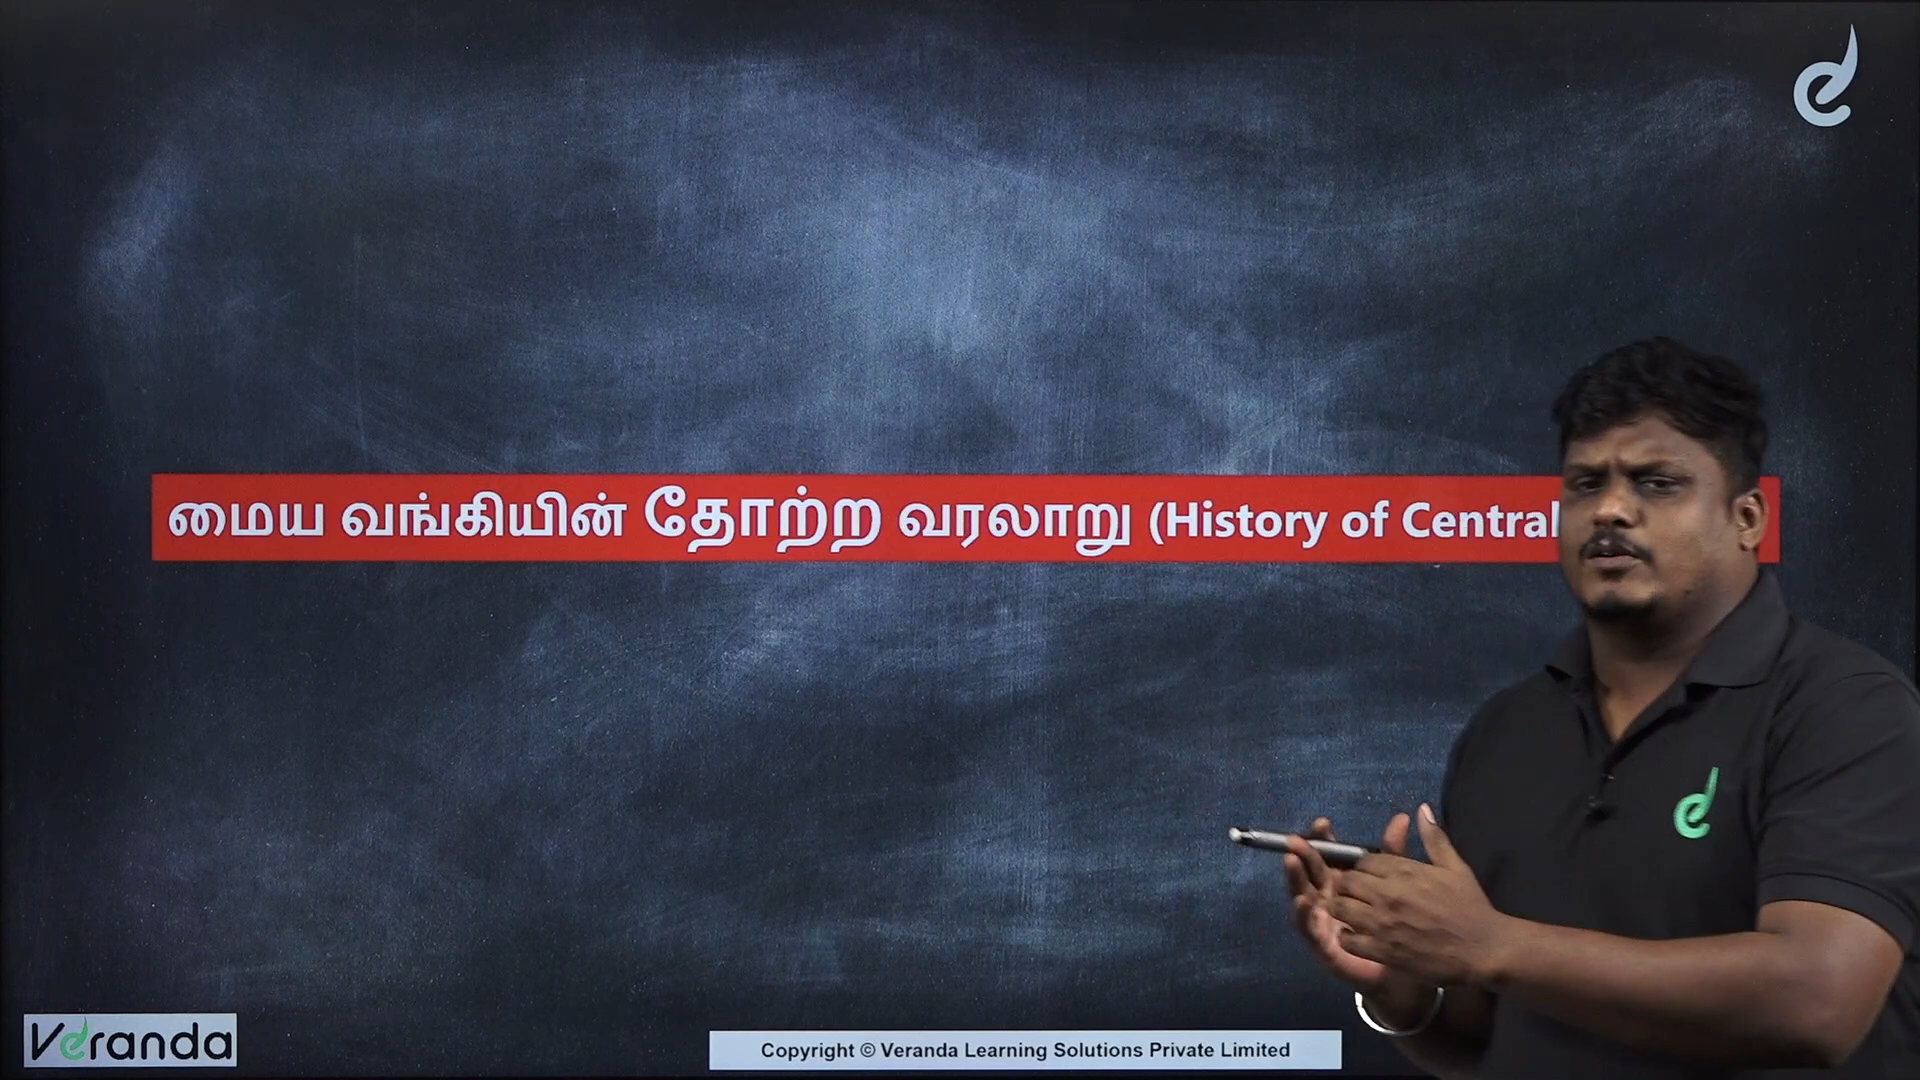 மைய வங்கியின் தோற்ற வரலாறு (History of Central
Veranda
Copyright © Veranda Learning Solutions Private Limited